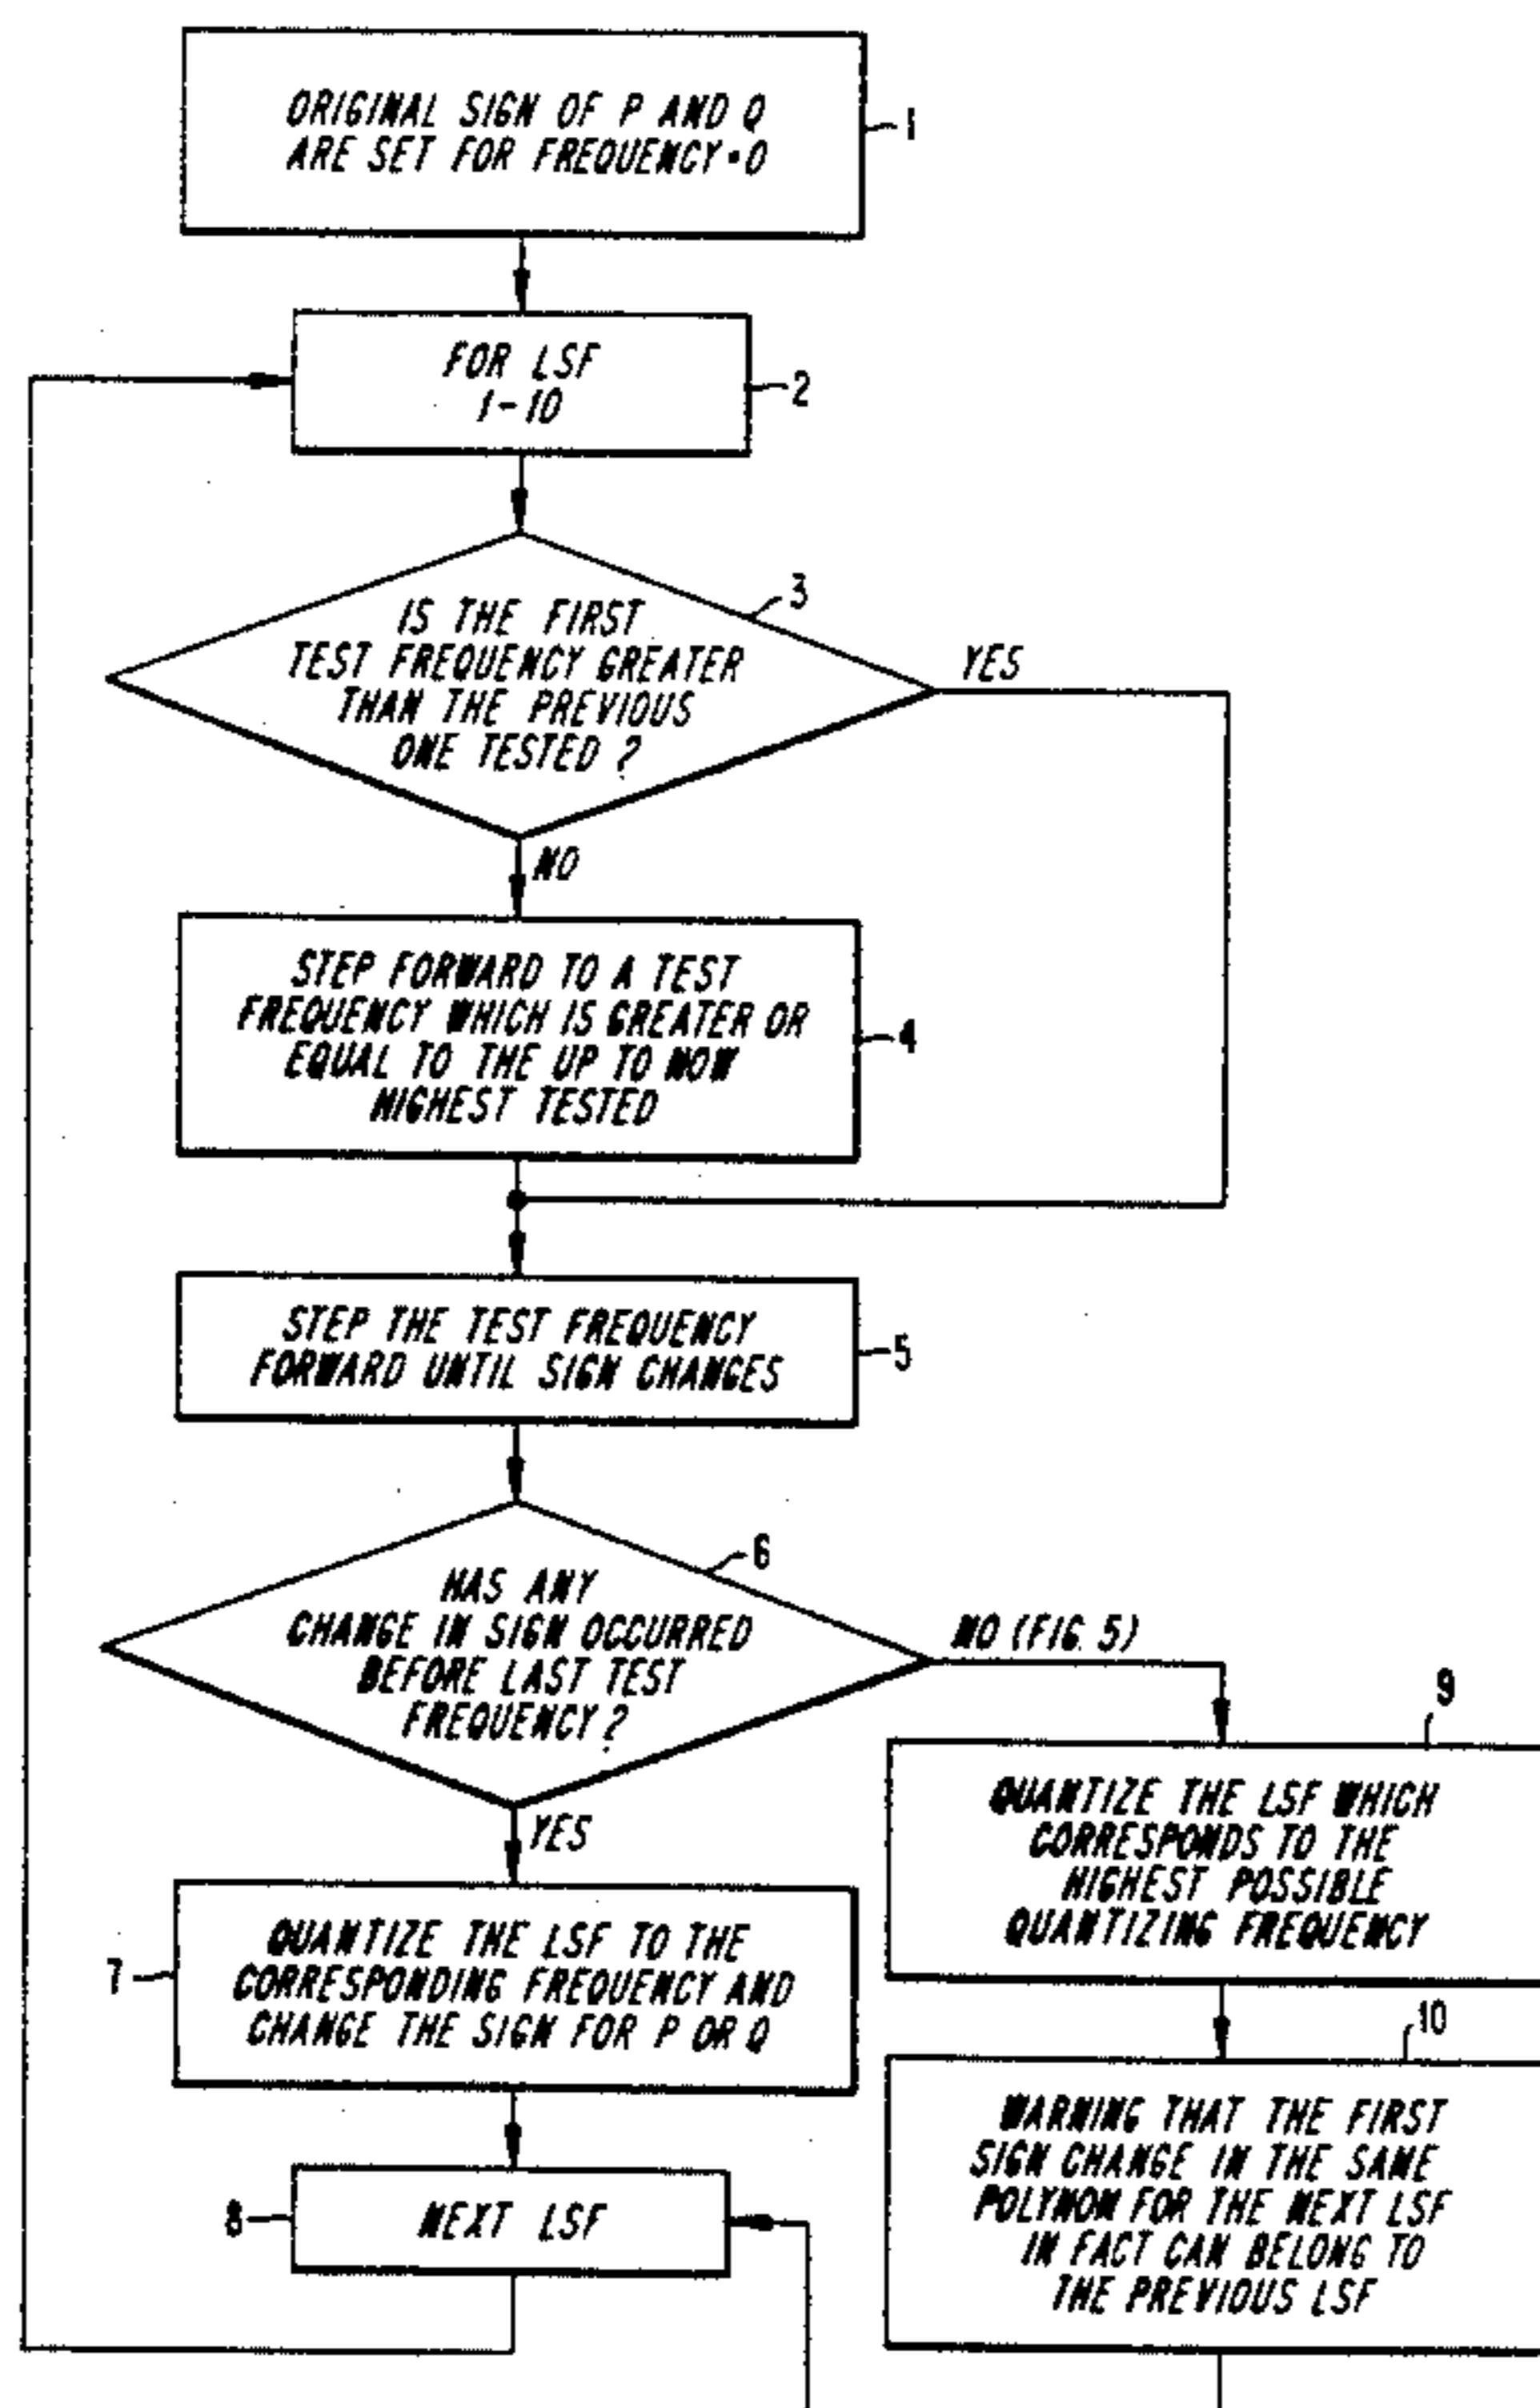 ORIGINAL SIGN OF P AND Q
ARE SET FOR FREQUENCY=0
1
FOR LSF
1-10
2
3
IS THE FIRST
TEST FREQUENCY GREATER
THAN THE PREVIOUS
ONE TESTED ?
YES
NO
STEP FORWARD TO A TEST
FREQUENCY WHICH IS GREATER OR
EQUAL TO THE UP TO NOW
HIGHEST TESTED
4
STEP THE TEST FREQUENCY
FORWARD UNTIL SIGN CHANGES
5
6
HAS ANY
CHANGE IN SIGN OCCURRED
BEFORE LAST TEST
FREQUENCY ?
NO (FIG. 5)
YES
9
QUANTIZE THE LSF WHICH
CORRESPONDS TO THE
HIGHEST POSSIBLE
QUANTIZING FREQUENCY
7
QUANTIZE THE LSF TO THE
CORRESPONDING FREQUENCY AND
CHANGE THE SIGN FOR P OR Q
10
WARNING THAT THE FIRST
SIGN CHANGE IN THE SAME
POLYNOM FOR THE NEXT LSF
IN FACT CAN BELONG TO
THE PREVIOUS LSF
8
NEXT LSF